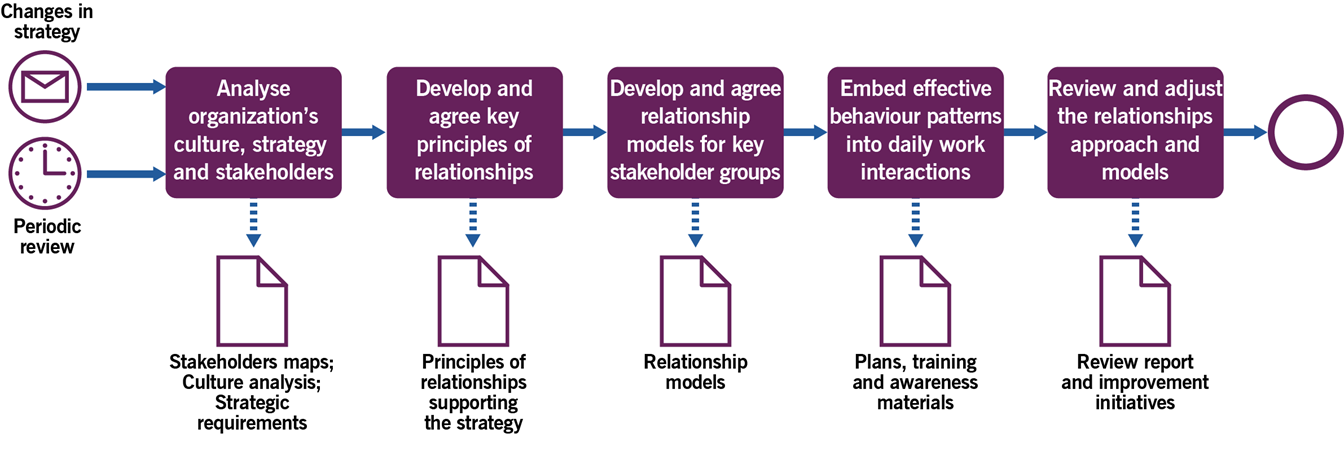 Changes in
strategy
Periodic
review
Analyse
organization's
culture, strategy
and stakeholders
Develop and
agree key
principles of
relationships
Develop and agree
relationship
models for key
stakeholder groups
Embed effective
behaviour patterns
into daily work
interactions
Review and adjust
the relationships
approach and
models
Stakeholders maps;
Culture analysis;
Strategic
requirements
Principles of
relationships
supporting
the strategy
Relationship
models
Plans, training
and awareness
materials
Review report
and improvement
initiatives